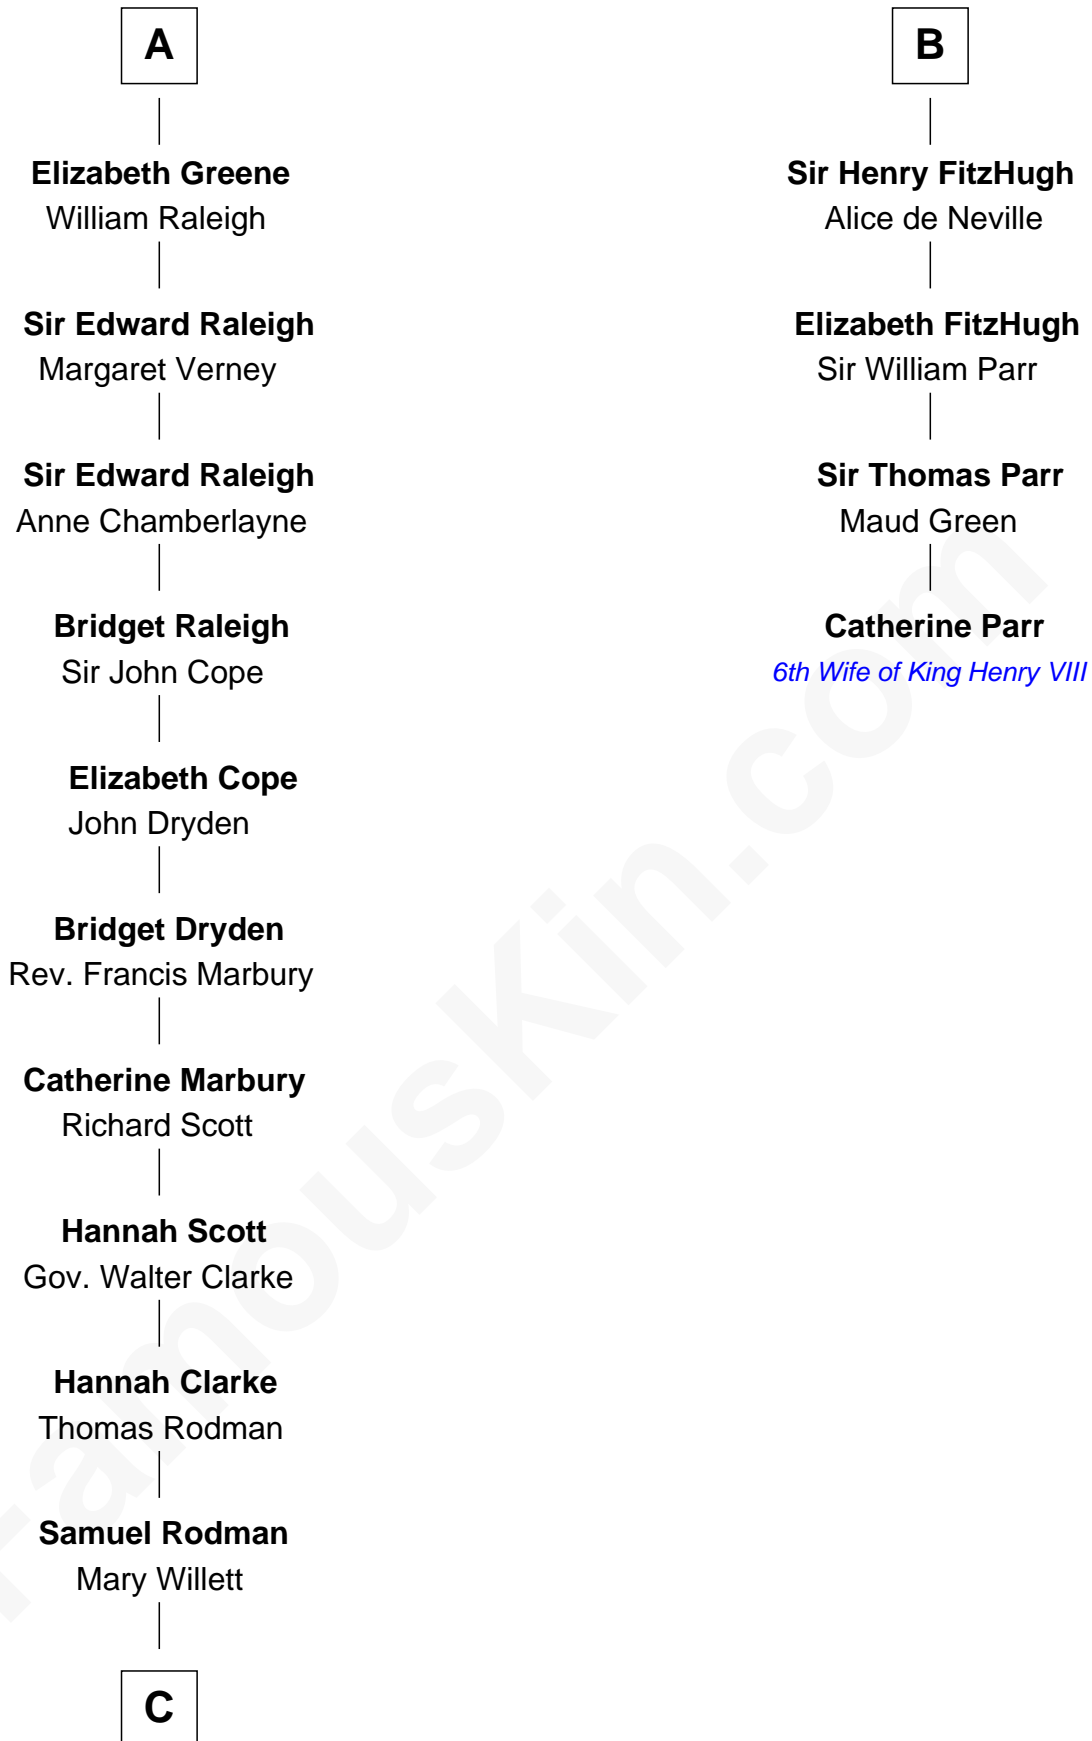 A
Elizabeth Greene
William Raleigh
Sir Edward Raleigh
Margaret Verney
Sir Edward Raleigh
Anne Chamberlayne
Bridget Raleigh
Sir John Cope
Elizabeth Cope
John Dryden
Bridget Dryden
Rev. Francis Marbury
Catherine Marbury
Richard Scott
Hannah Scott
Gov. Walter Clarke
Hannah Clarke
Thomas Rodman
Samuel Rodman
Mary Willett
C
B
Sir Henry FitzHugh
Alice de Neville
Elizabeth FitzHugh
Sir William Parr
Sir Thomas Parr
Maud Green
Catherine Parr
6th Wife of King Henry VIII
FamousKin.com